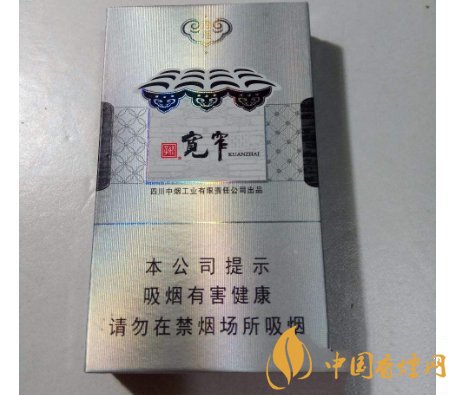 宽窄
KUANZHAI
四川中烟工业有限责任公司出品
本公司提示
吸烟有害健康
请勿在禁烟场所吸烟
中国香烟网